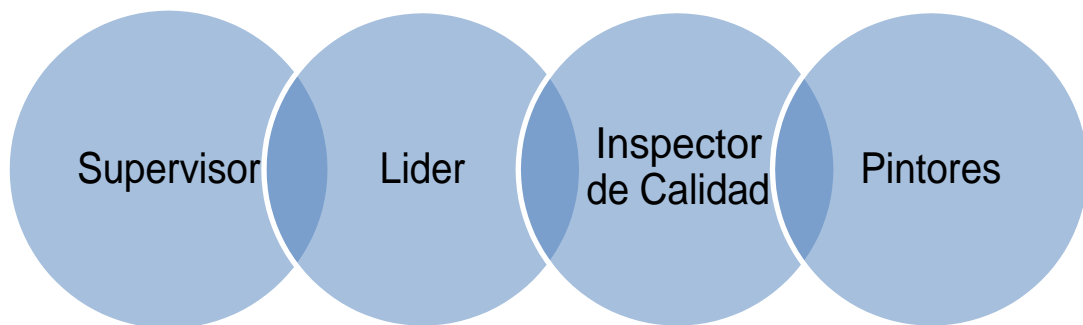 Supervisor
Lider
Inspector
de Calidad
Pintores